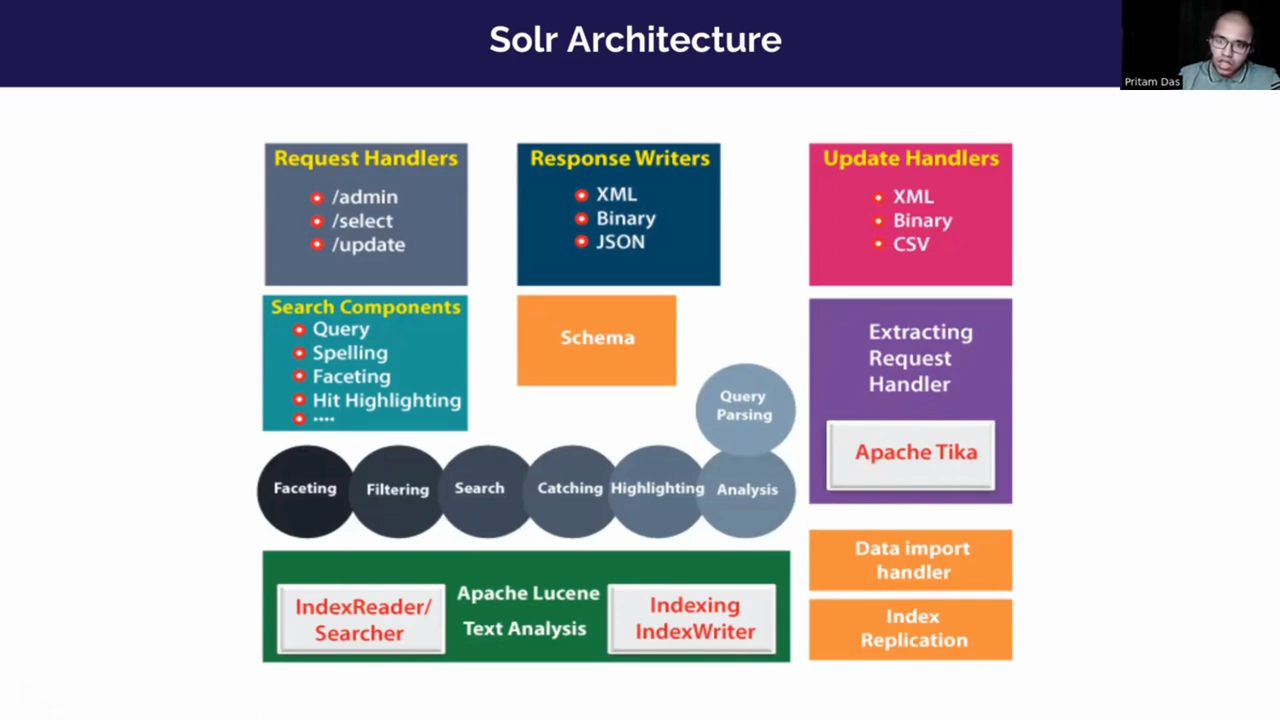 Solr Architecture
Pritam Das
Request Handlers
/admin
/select
/update
Response Writers
XML
Binary
JSON
Update Handlers
XML
Binary
CSV
Search Components
Query
Spelling
Faceting
Hit Highlighting
....
Schema
Query
Parsing
Extracting
Request
Handler
Apache Tika
Faceting
Filtering
Search
Catching
Highlighting
Analysis
IndexReader/
Searcher
Apache Lucene
Text Analysis
Indexing
IndexWriter
Data import
handler
Index
Replication